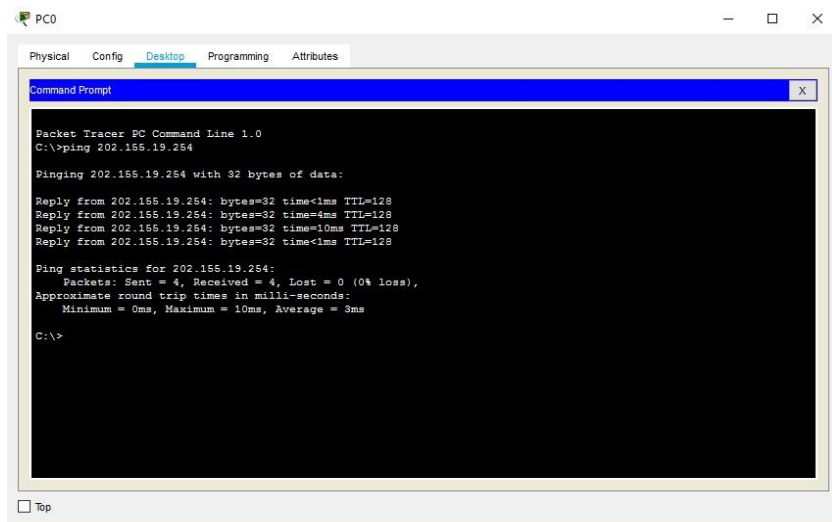 PC0
Physical Config Desktop Programming Attributes
Command Prompt
X
Packet Tracer PC Command Line 1.0
C:\>ping 202.155.19.254
Pinging 202.155.19.254 with 32 bytes of data:
Reply from 202.155.19.254: bytes=32 time<1ms TTL=128
Reply from 202.155.19.254: bytes=32 time=4ms TTL=128
Reply from 202.155.19.254: bytes=32 time=10ms TTL=128
Reply from 202.155.19.254: bytes=32 time<1ms TTL=128
Ping statistics for 202.155.19.254:
Packets: Sent = 4, Received = 4, Lost = 0 (0% loss),
Approximate round trip times in milli-seconds:
Minimum = 0ms, Maximum = 10ms, Average = 3ms
C:\>
Top